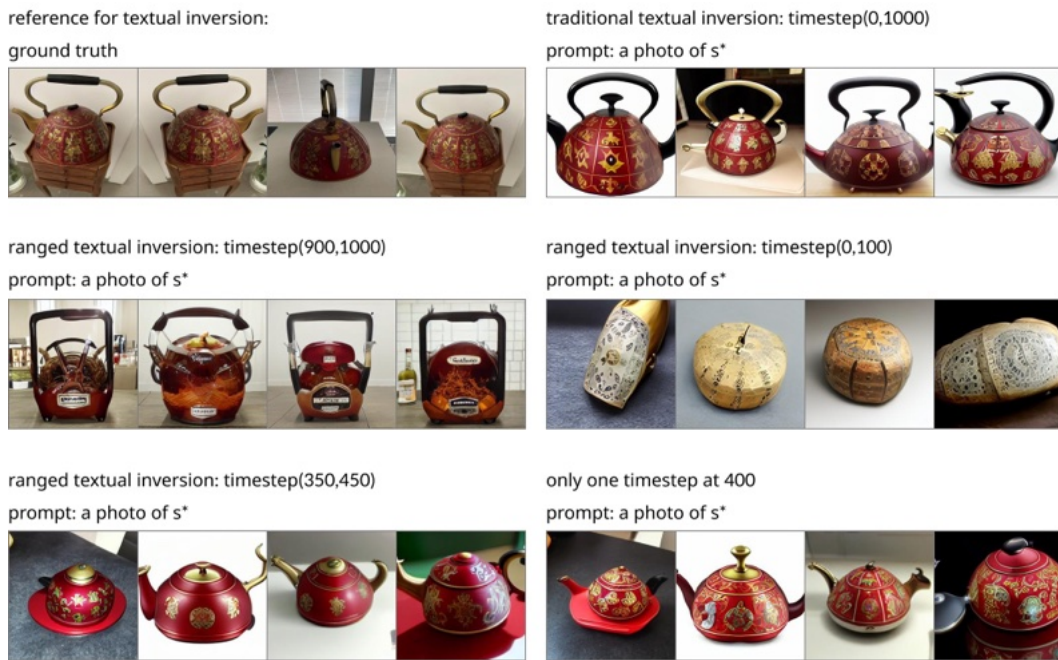 reference for textual inversion:
ground truth
traditional textual inversion: timestep(0,1000)
prompt: a photo of s*
ranged textual inversion: timestep(900,1000)
prompt: a photo of s*
ranged textual inversion: timestep(0,100)
prompt: a photo of s*
ranged textual inversion: timestep(350,450)
prompt: a photo of s*
only one timestep at 400
prompt: a photo of s*